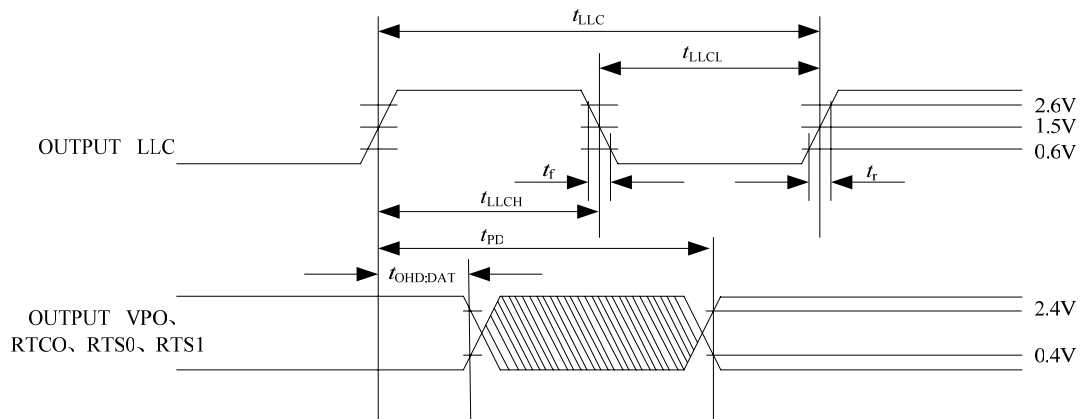 tLLC
tLLCL
2.6V
OUTPUT LLC
1.5V
0.6V
tf
tr
tLLCH
tPD
tOHD:DAT
OUTPUT VPO、
RTCO、RTS0、RTS1
2.4V
0.4V